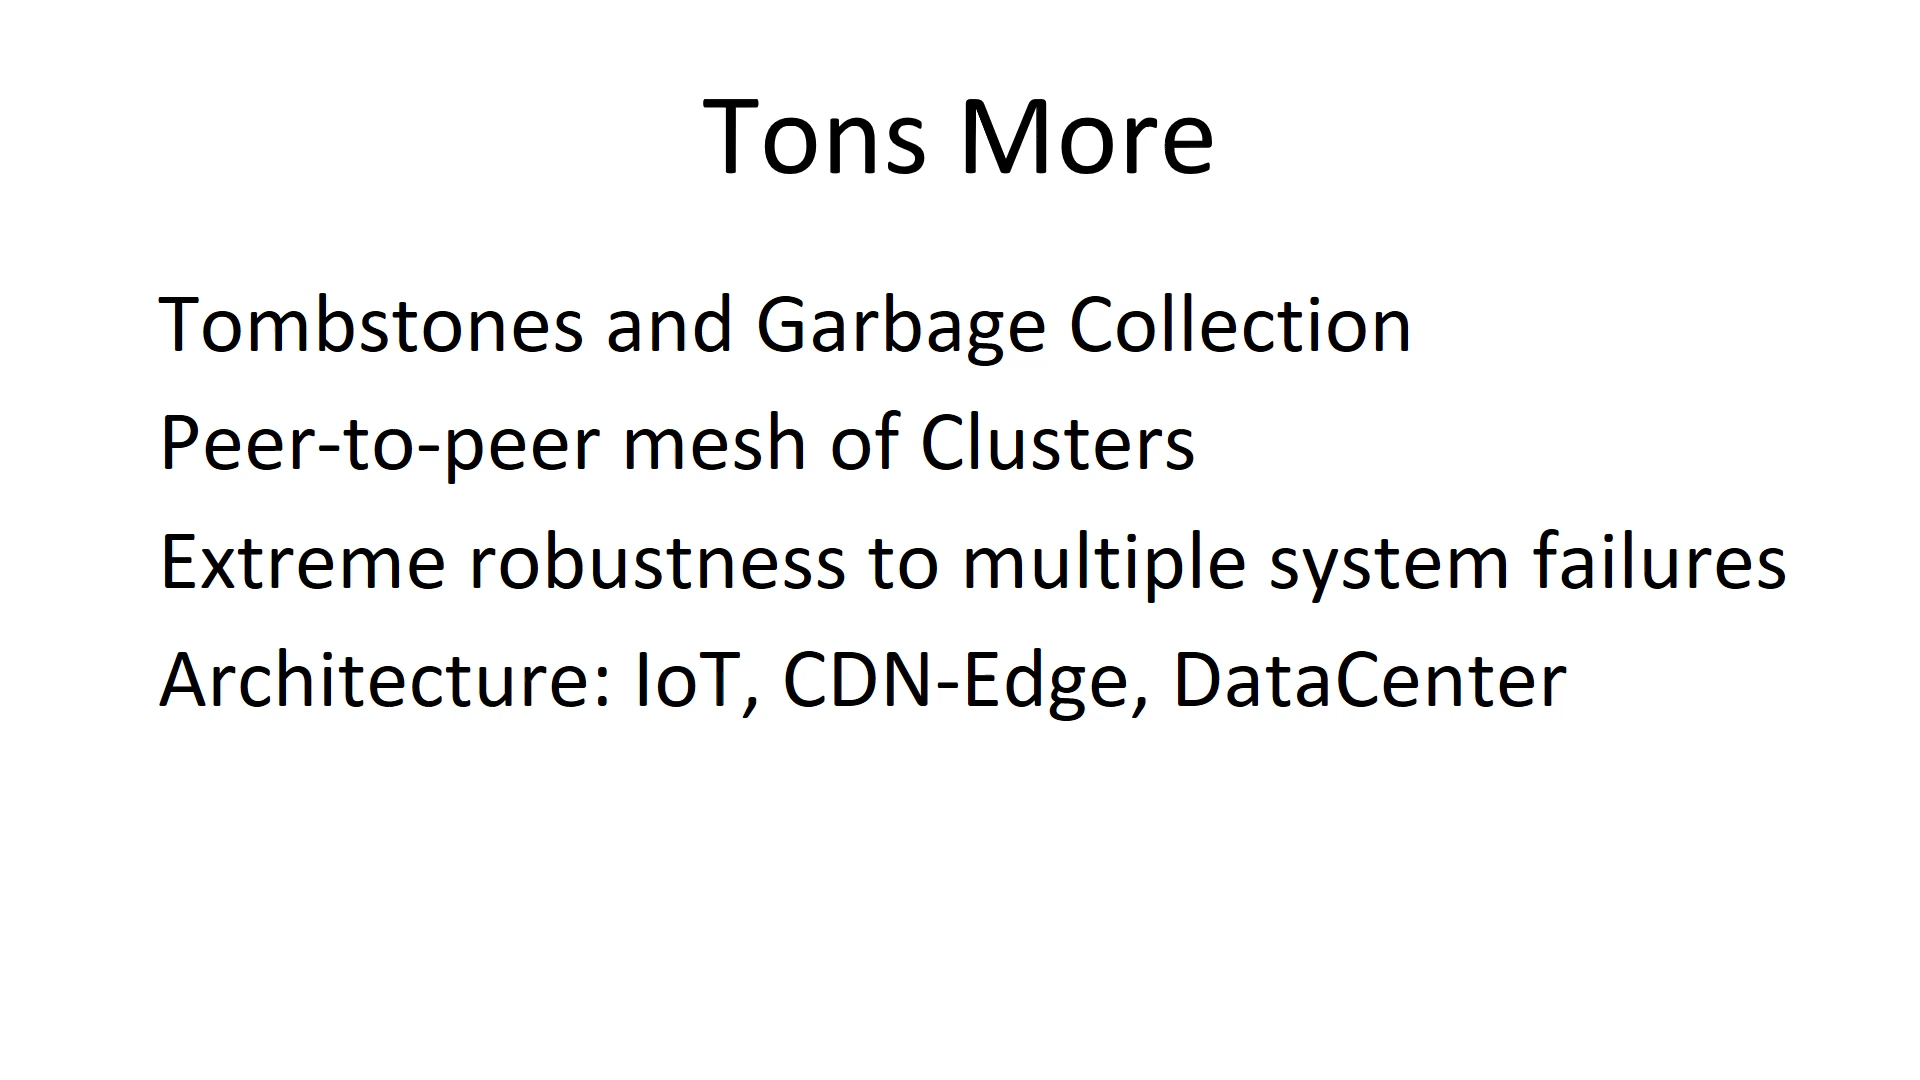 Tons More
Tombstones and Garbage Collection
Peer-to-peer mesh of Clusters
Extreme robustness to multiple system failures
Architecture: IoT, CDN-Edge, DataCenter